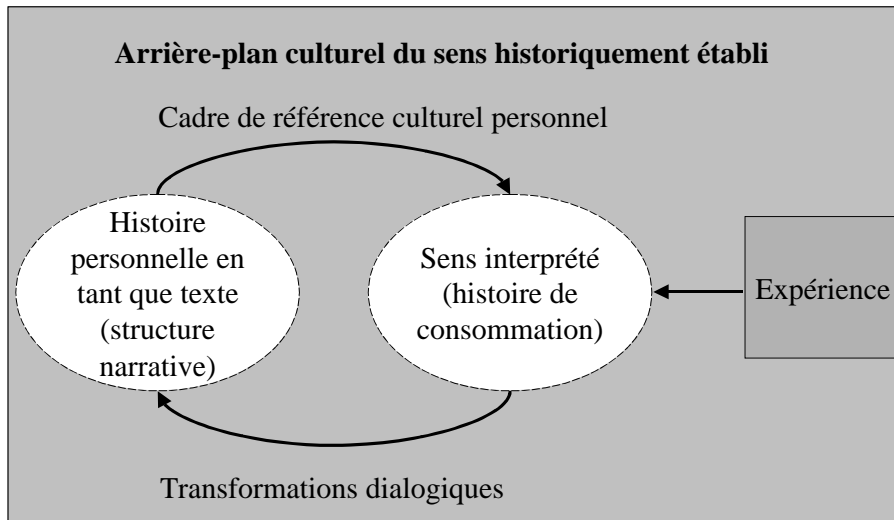 Arrière-plan culturel du sens historiquement établi
Cadre de référence culturel personnel
Histoire
personnelle en
tant que texte
(structure
narrative)
Sens interprété
(histoire de
consommation)
Expérience
Transformations dialogiques